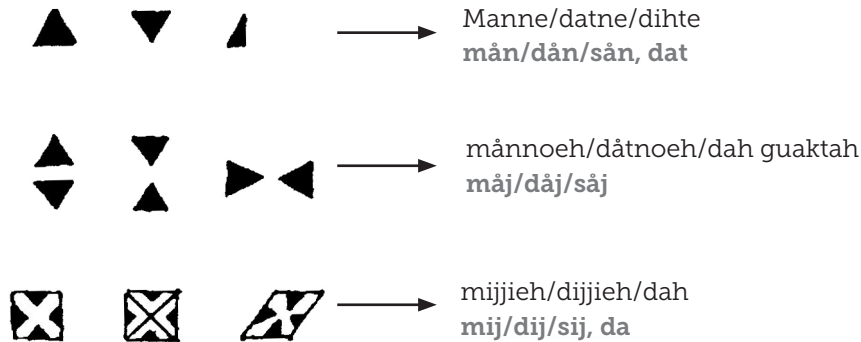 Manne/datne/dihte
mån/dån/sån, dat
månnoeh/dåtnoeh/dah guaktah
måj/dåj/såj
mijjieh/dijjieh/dah
mij/dij/sij, da